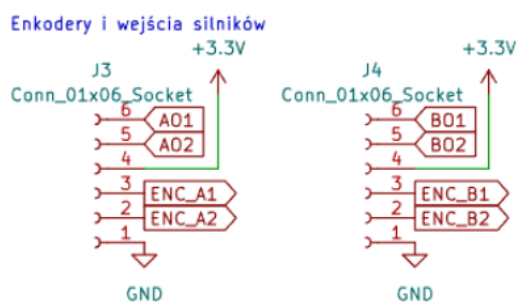 Enkodery i wejścia silników
+3.3V
J3
Conn_01x06_Socket
6 AO1
5 AO2
4
3 ENC_A1
2 ENC_A2
1
GND
+3.3V
J4
Conn_01x06_Socket
6 BO1
5 BO2
4
3 ENC_B1
2 ENC_B2
1
GND